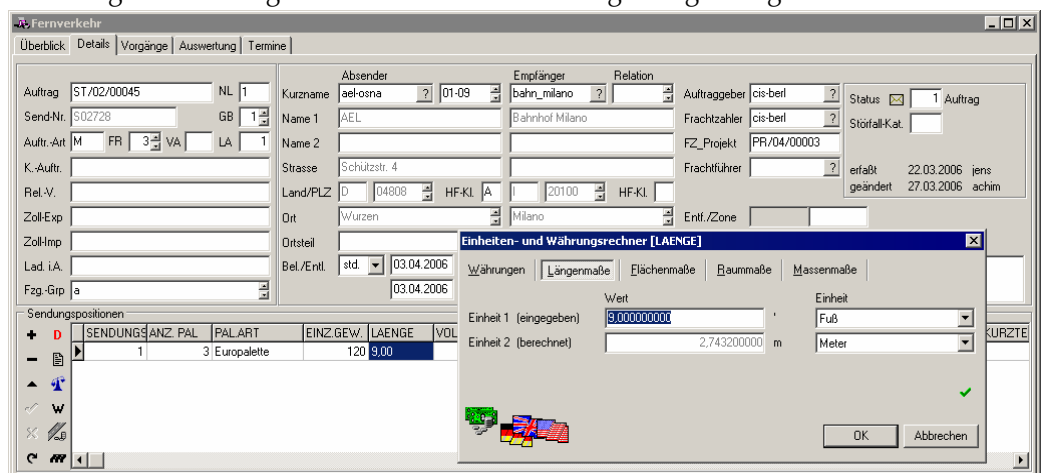 Fernverkehr
Überblick Details Vorgänge Auswertung Termine
Absender Empfänger Relation
Auftrag ST/02/00045 NL 1 Kurzname ael-osna ? 01-09 bahn_milano ? Auftraggeber cis-berl ? Status 1 Auftrag
Send-Nr. S02728 GB 1 Name 1 AEL Bahnhof Milano Frachtzahler cis-berl ? Störfall-Kat.
Auftr.-Art M FR 3 VA LA 1 Name 2 FZ_Projekt PR/04/00003
K.-Auftr. Strasse Schützstr. 4 Frachtführer ? erfaßt 22.03.2006 jens
Rel.-V. Land/PLZ D 04808 HF-Kl. A I 20100 HF-Kl. geändert 27.03.2006 achim
Zoll-Exp Ort Wurzen Milano Entf./Zone
Zoll-Imp Ortsteil
Lad. i.A. Bel./Entl. std. 03.04.2006
Fzg.-Grp a 03.04.2006
Einheiten- und Währungsrechner [LAENGE]
Währungen Längenmaße Flächenmaße Raummaße Massenmaße
Wert Einheit
Einheit 1 (eingegeben) 9,000000000 ' Fuß
Einheit 2 (berechnet) 2,743200000 m Meter
OK Abbrechen
Sendungspositionen
D SENDUNGS ANZ. PAL PAL.ART EINZ.GEW. LAENGE VOL KURZTE
1 3 Europalette 120 9,00
W